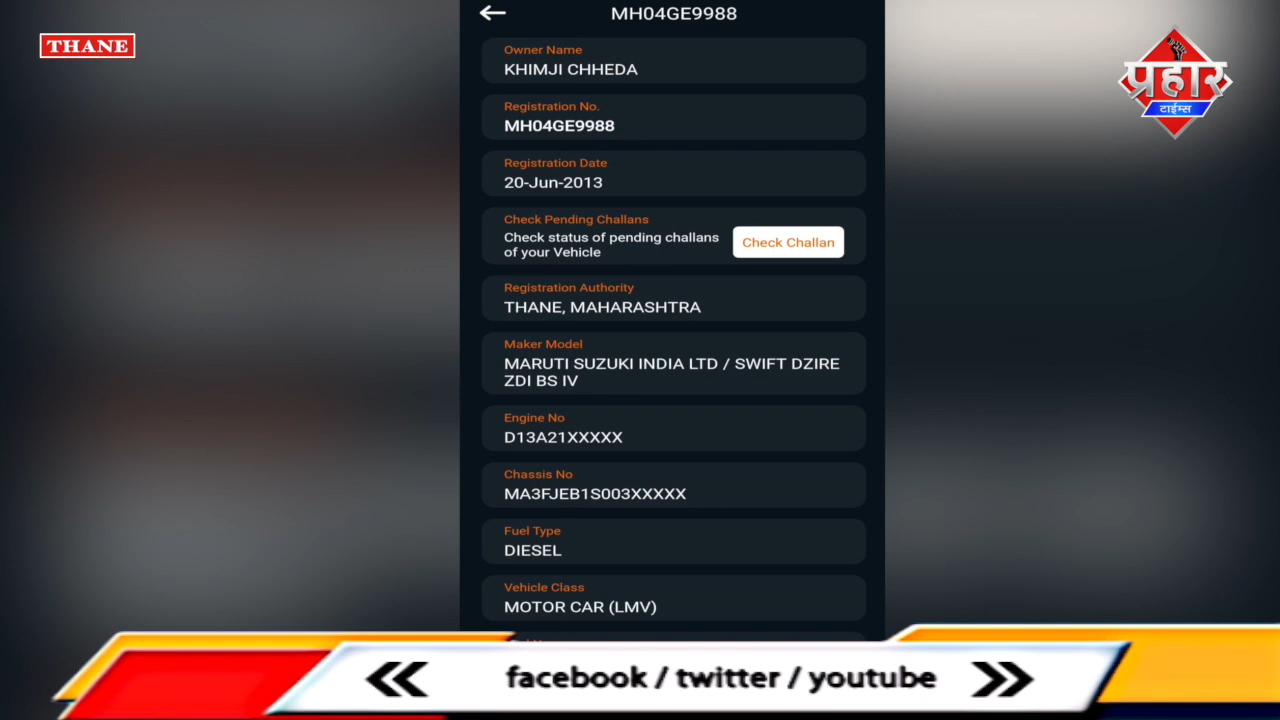 MH04GE9988
THANE
Owner Name
KHIMJI CHHEDA
प्रहार
टाईम्स
Registration No.
MH04GE9988
Registration Date
20-Jun-2013
Check Pending Challans
Check status of pending challans
of your Vehicle
Check Challan
Registration Authority
THANE, MAHARASHTRA
Maker Model
MARUTI SUZUKI INDIA LTD / SWIFT DZIRE
ZDI BS IV
Engine No
D13A21XXXXX
Chassis No
MA3FJEB1S003XXXXX
Fuel Type
DIESEL
Vehicle Class
MOTOR CAR (LMV)
facebook / twitter / youtube